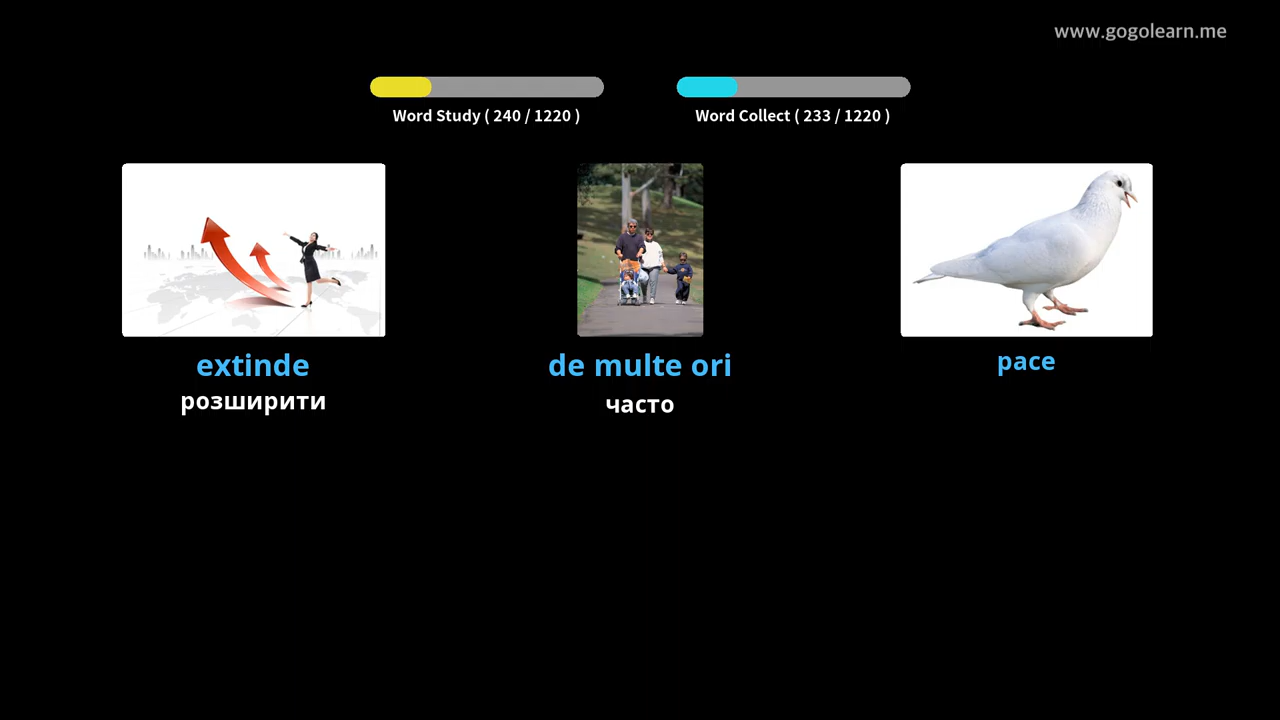 www.gogolearn.me
Word Study ( 240 / 1220 )
Word Collect ( 233 / 1220 )
extinde
розширити
de multe ori
часто
pace